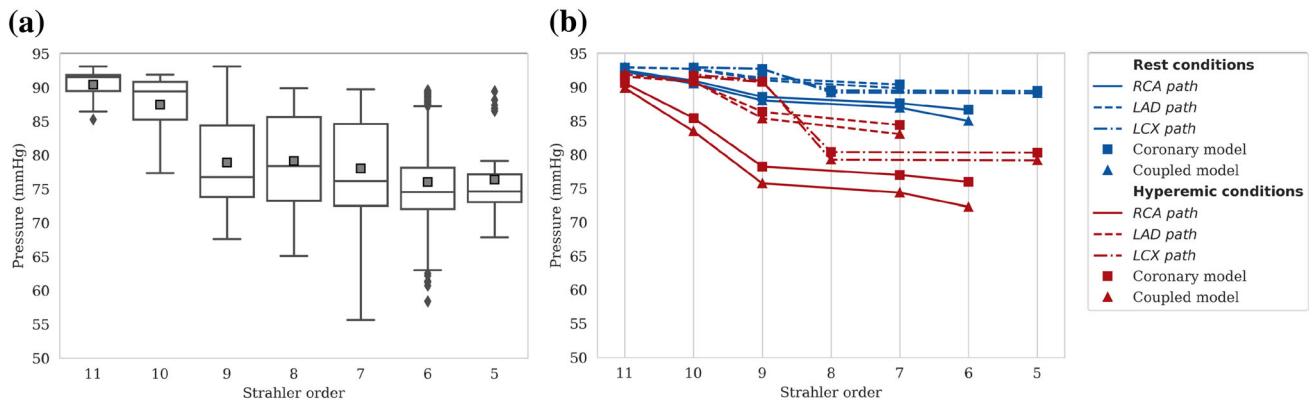 (a)
95
90
85
80
75
70
65
60
55
50
Pressure (mmHg)
11 10 9 8 7 6 5
Strahler order
(b)
95
90
85
80
75
70
65
60
55
50
Pressure (mmHg)
11 10 9 8 7 6 5
Strahler order
Rest conditions
RCA path
LAD path
LCX path
Coronary model
Coupled model
Hyperemic conditions
RCA path
LAD path
LCX path
Coronary model
Coupled model